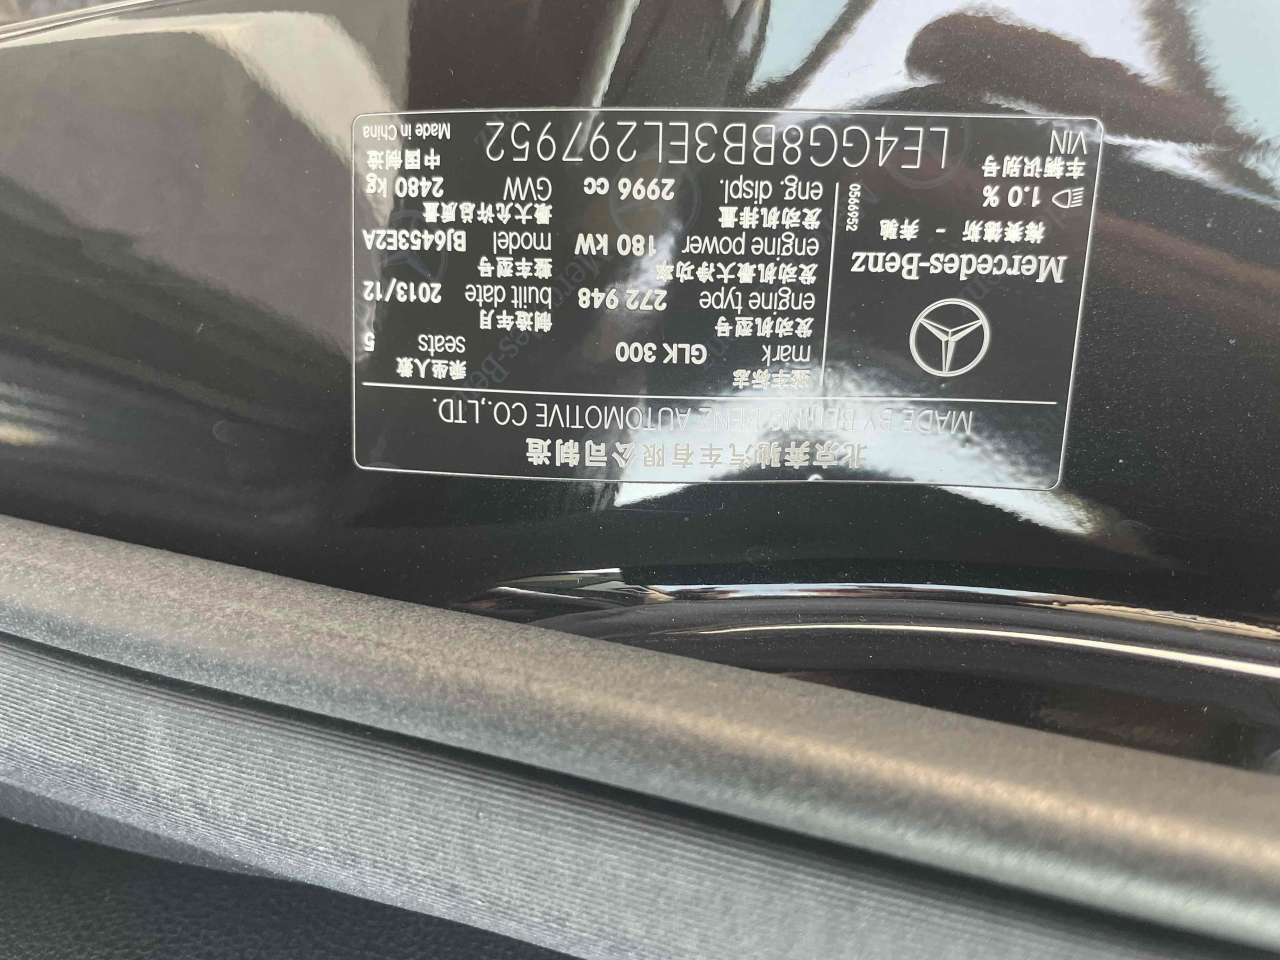 北京奔驰汽车有限公司制造
MADE BY BEIJING BENZ AUTOMOTIVE CO.,LTD.
Mercedes-Benz
梅赛德斯 - 奔驰
1.0 %
0566952
整车标志
mark GLK 300
乘坐人数
seats 5
发动机型号
engine type 272 948
制造年月
built date 2013/12
发动机最大净功率
engine power 180 kW
整车型号
model BJ6453E2A
发动机排量
eng. displ. 2996 cc
最大允许总质量
GVW 2480 kg
车辆识别号
VIN LE4GG8BB3EL297952
中国制造
Made in China